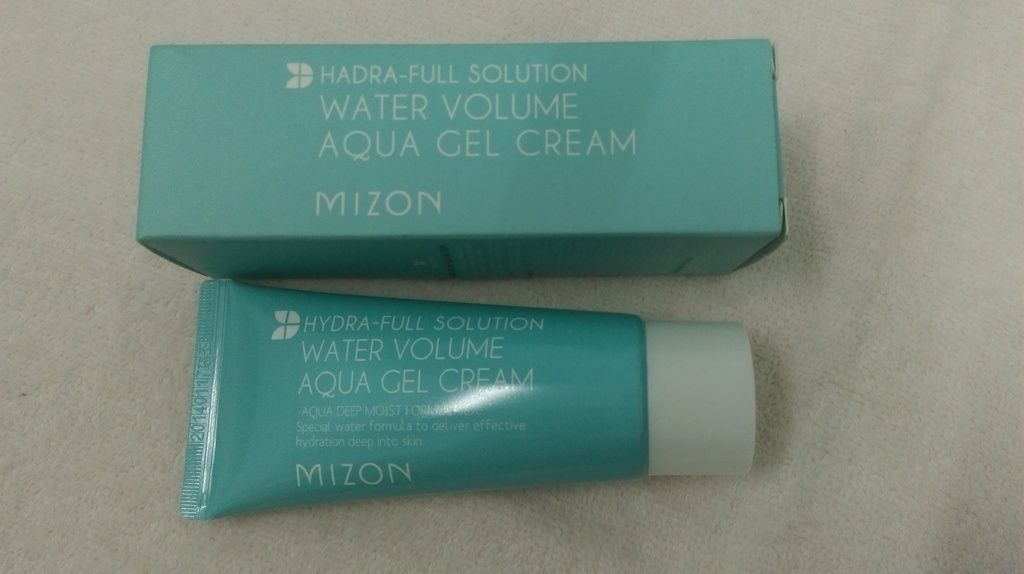 HADRA-FULL SOLUTION
WATER VOLUME
AQUA GEL CREAM
MIZON
HYDRA-FULL SOLUTION
WATER VOLUME
AQUA GEL CREAM
-AQUA DEEP MOIST
Special water formula to deliver effective
hydration deep into skin.
MIZON